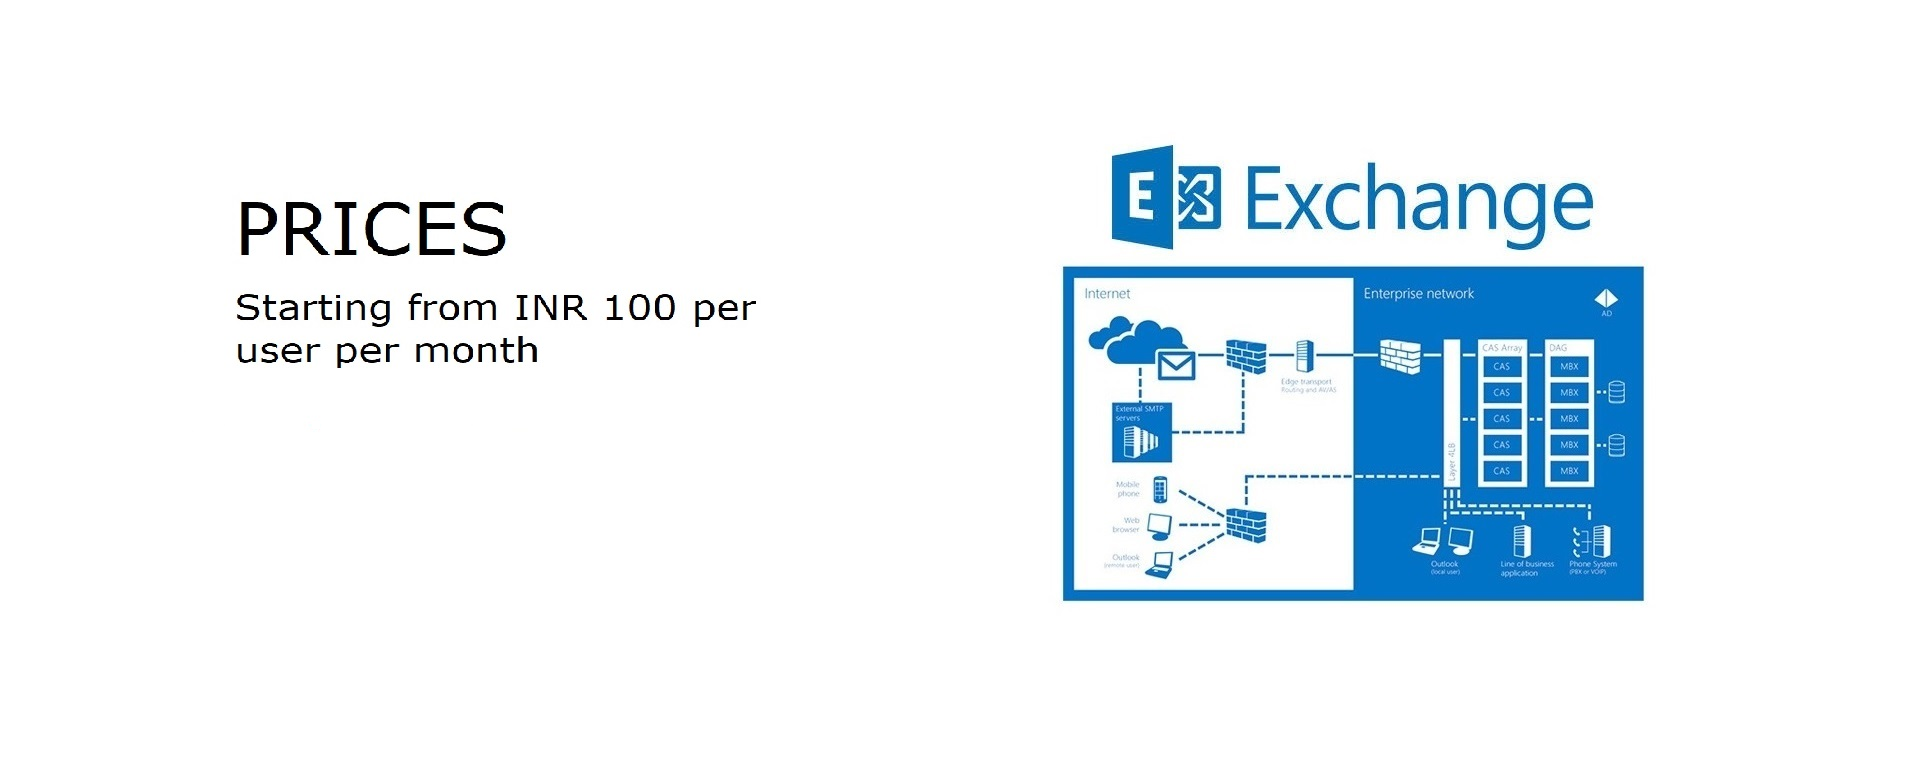 PRICES
Starting from INR 100 per
user per month
E Exchange
Internet
Enterprise network
AD
CAS Array
DAG
CAS
MBX
CAS
MBX
CAS
MBX
CAS
MBX
CAS
MBX
Layer 4LB
Edge transport
Routing and AV/AS
External SMTP
servers
Mobile
phone
Web
browser
Outlook
(remote user)
Outlook
(local user)
Line of business
application
Phone System
(PBX or VOIP)